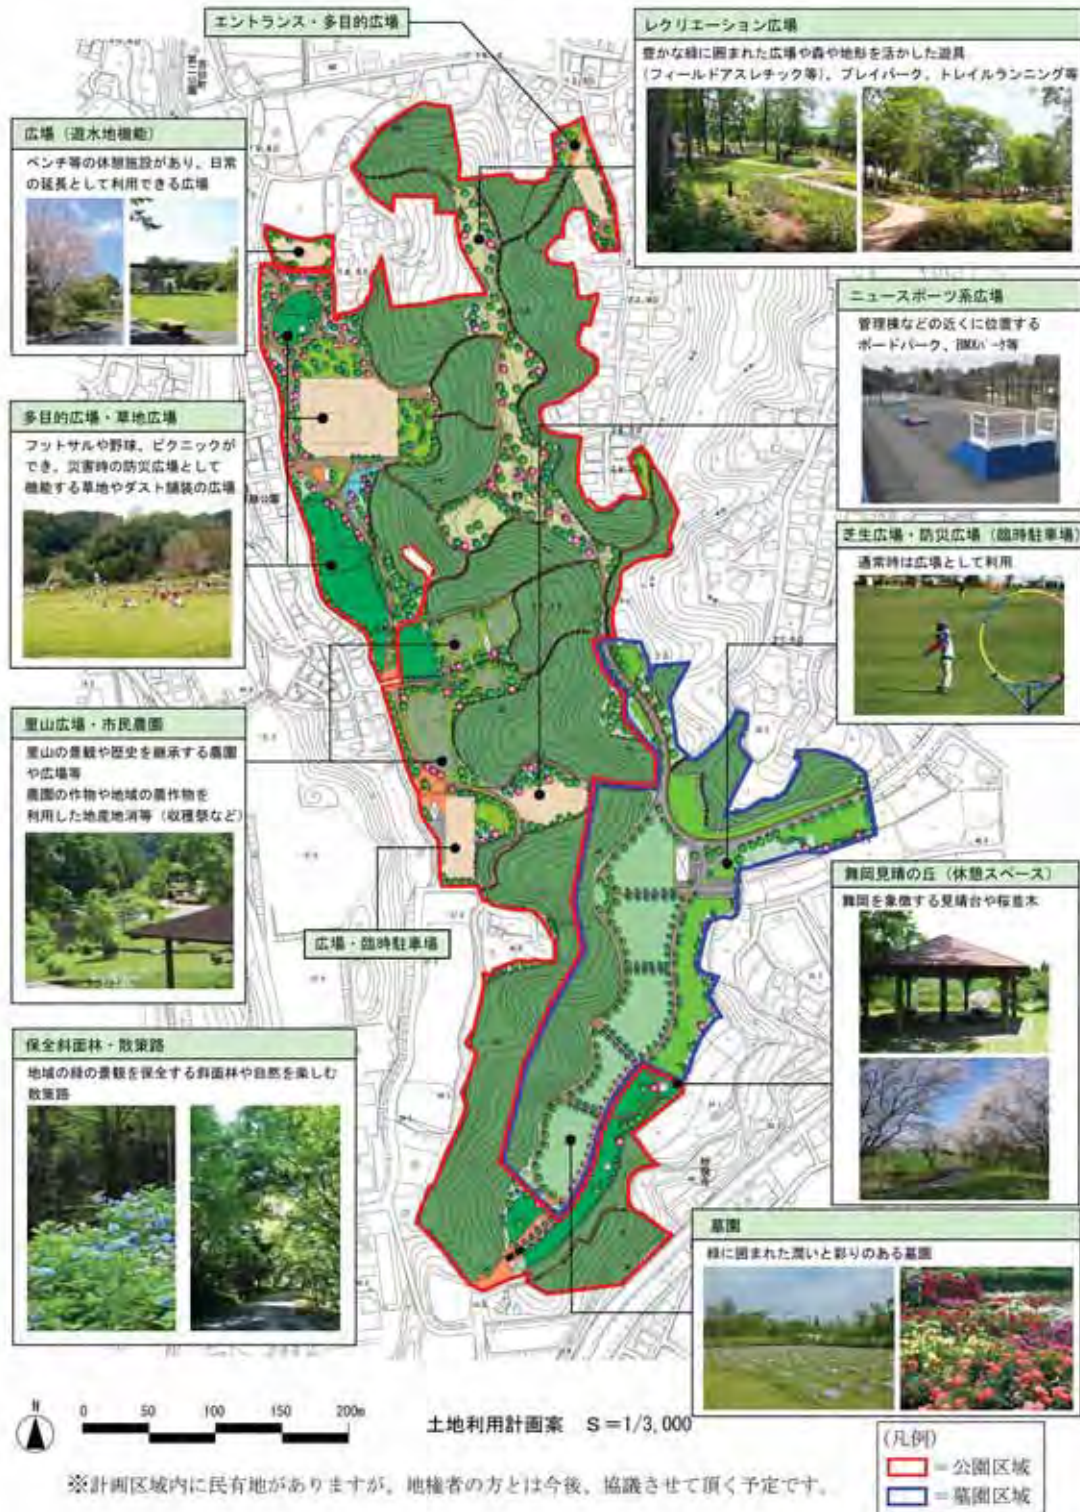 エントランス・多目的広場
レクリエーション広場
豊かな緑に囲まれた広場や森や地形を活かした遊具
(フィールドアスレチック等)、プレイパーク、トレイルランニング等
広場（遊水地機能）
ベンチ等の休憩施設があり、日常
の延長として利用できる広場
ニュースポーツ系広場
管理棟などの近くに位置する
ボードパーク、BMXパーク等
多目的広場・草地広場
フットサルや野球、ピクニックが
でき、災害時の防災広場として
機能する草地やダスト舗装の広場
芝生広場・防災広場（臨時駐車場）
通常時は広場として利用
里山広場・市民農園
里山の景観や歴史を継承する農園
や広場等
農園の作物や地域の農作物を
利用した地産地消等（収穫祭など）
舞岡見晴の丘（休憩スペース）
舞岡を象徴する見晴台や桜並木
広場・臨時駐車場
保全斜面林・散策路
地域の緑の景観を保全する斜面林や自然を楽しむ
散策路
墓園
緑に囲まれた潤いと彩りのある墓園
N
0 50 100 150 200m
土地利用計画案 S=1/3,000
(凡例)
=公園区域
=墓園区域
※計画区域内に民有地がありますが、地権者の方とは今後、協議させて頂く予定です。